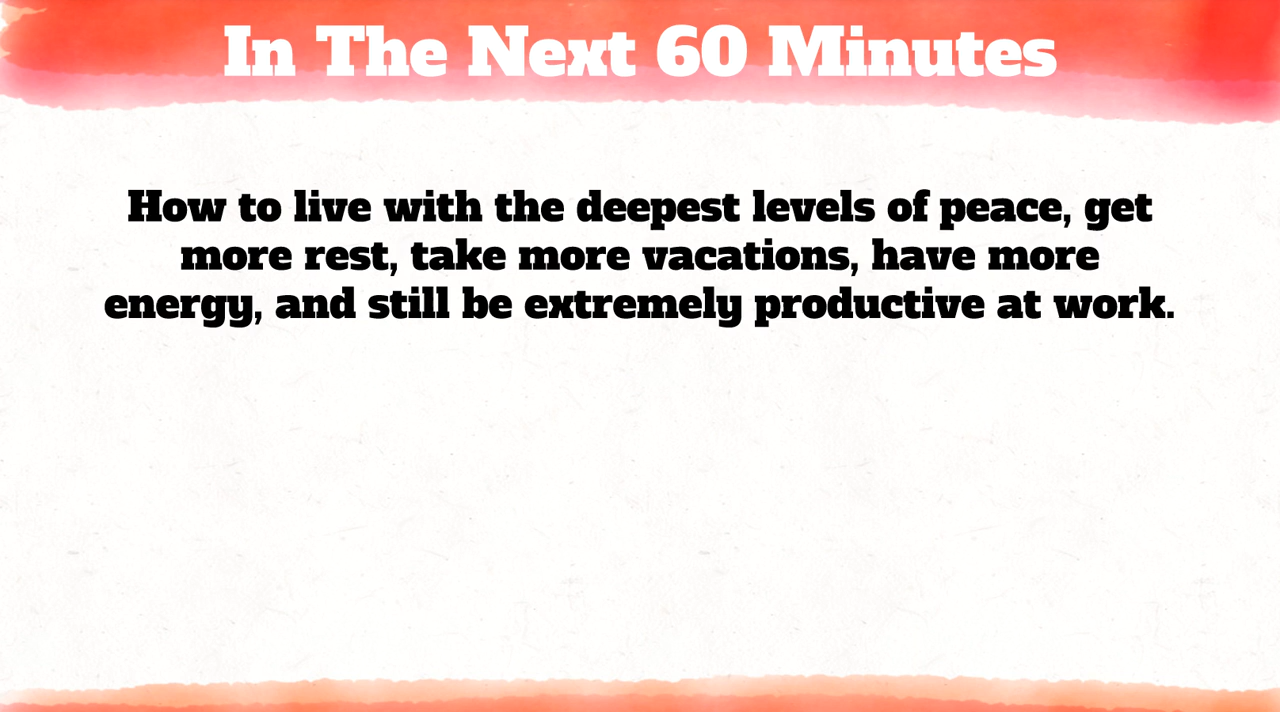 In The Next 60 Minutes
How to live with the deepest levels of peace, get
more rest, take more vacations, have more
energy, and still be extremely productive at work.